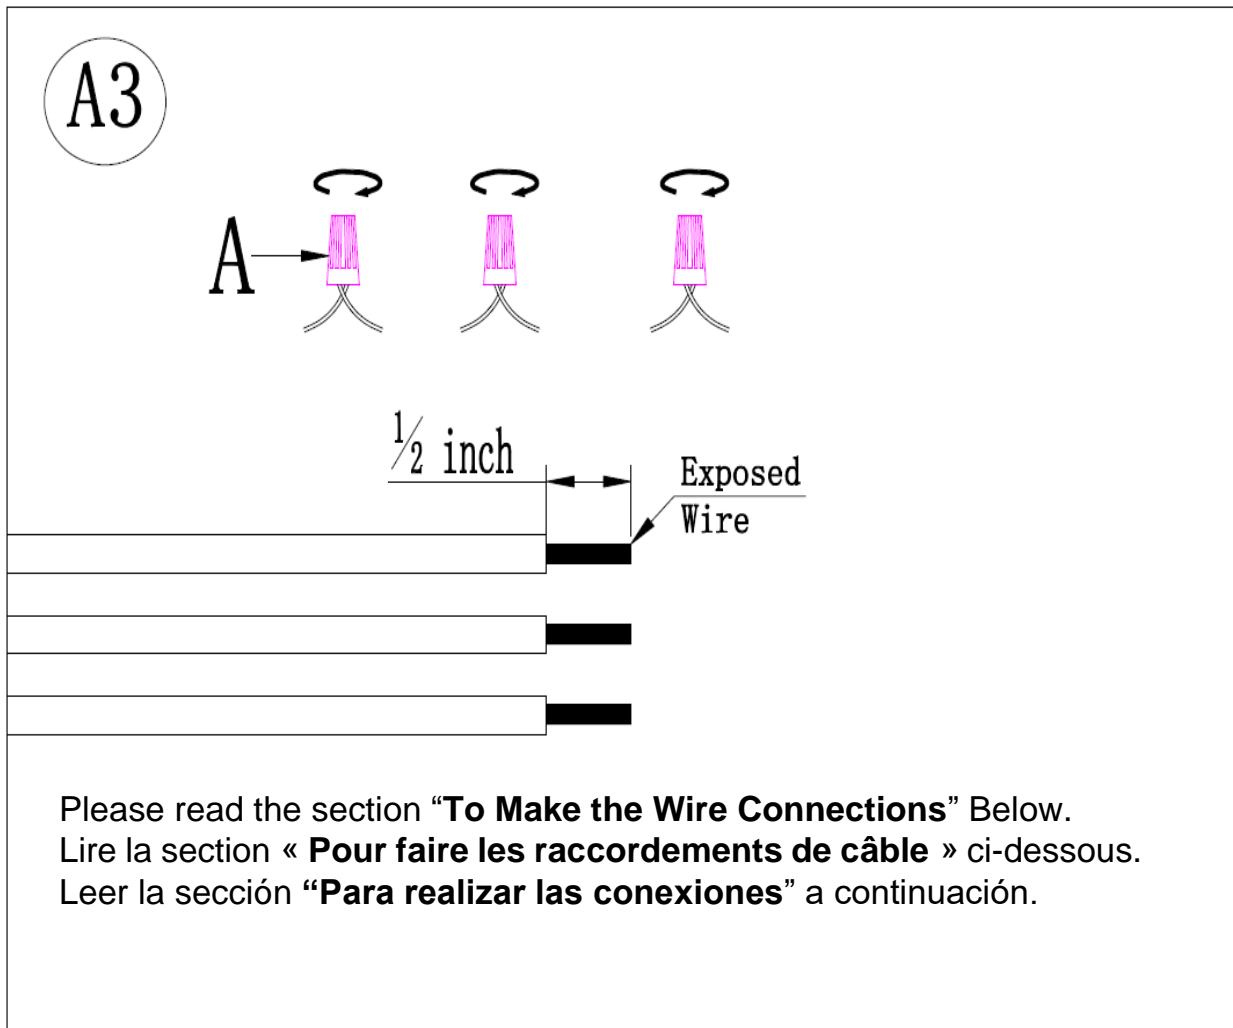 A3
A
½ inch
Exposed
Wire
Please read the section “To Make the Wire Connections” Below.
Lire la section « Pour faire les raccordements de câble » ci-dessous.
Leer la sección “Para realizar las conexiones” a continuación.